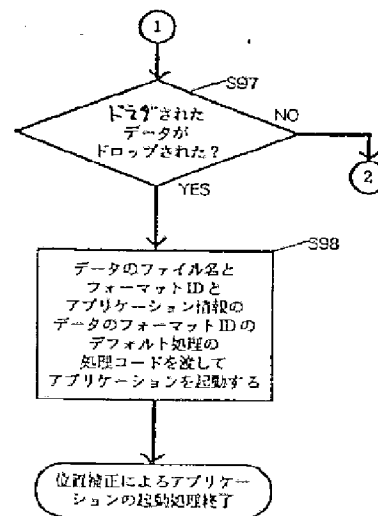 1
S97
ドラグされた
データが
ドロップされた?
NO
2
YES
S98
データのファイル名と
フォーマットIDと
アプリケーション情報の
データのフォーマットIDの
デフォルト処理の
処理コードを渡して
アプリケーションを起動する
位置補正によるアプリケー
ションの起動処理終了